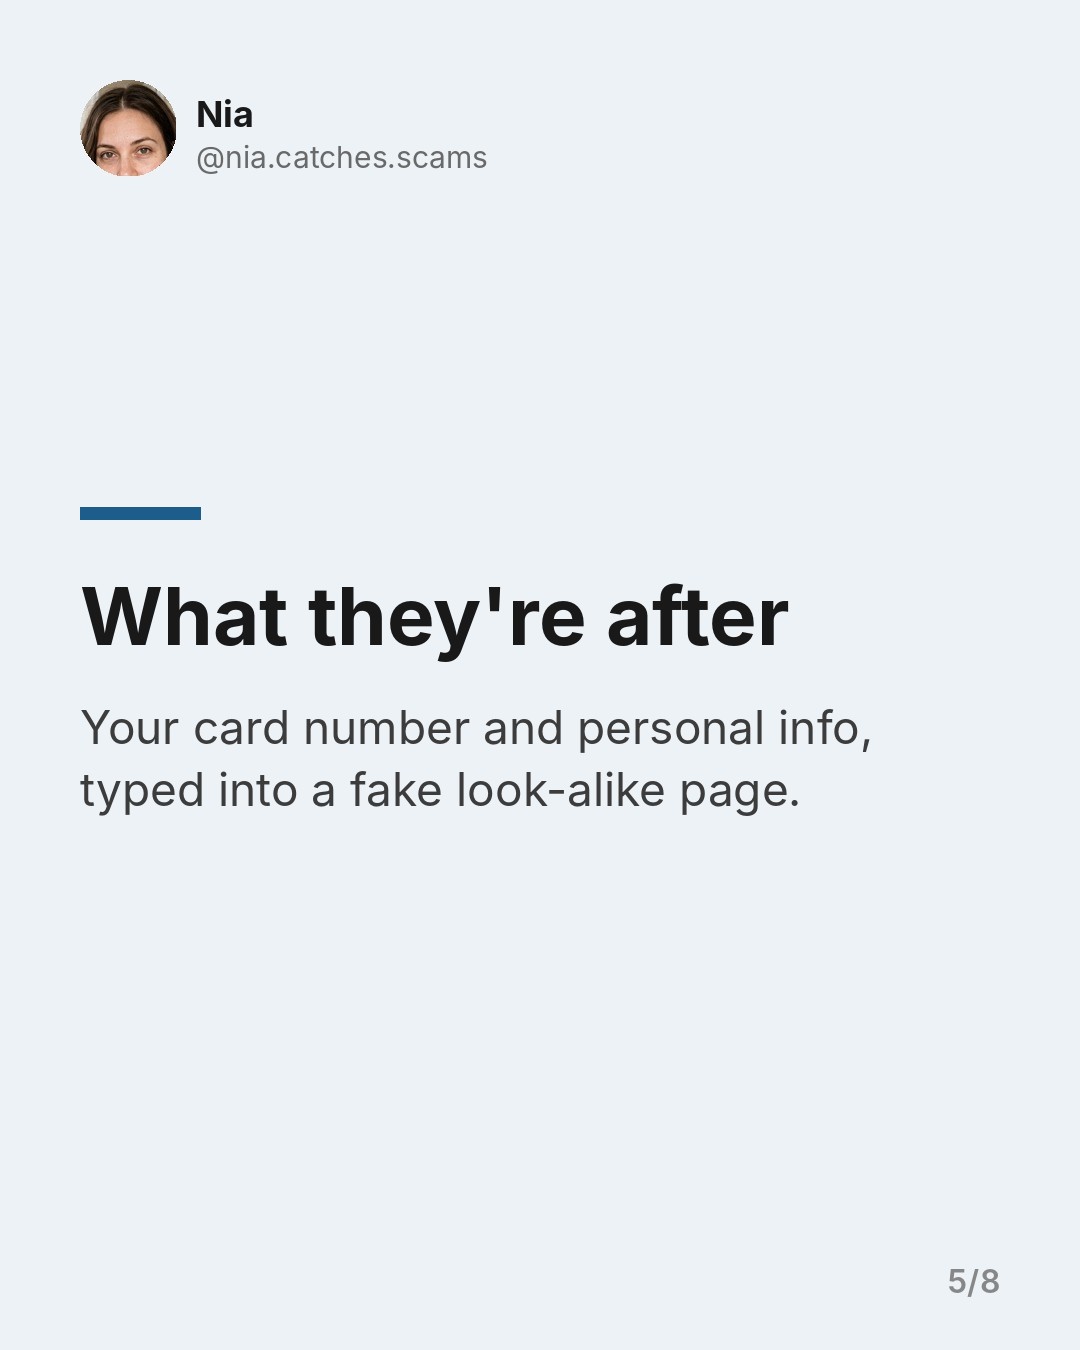 Nia
@nia.catches.scams
What they're after
Your card number and personal info,
typed into a fake look-alike page.
5/8